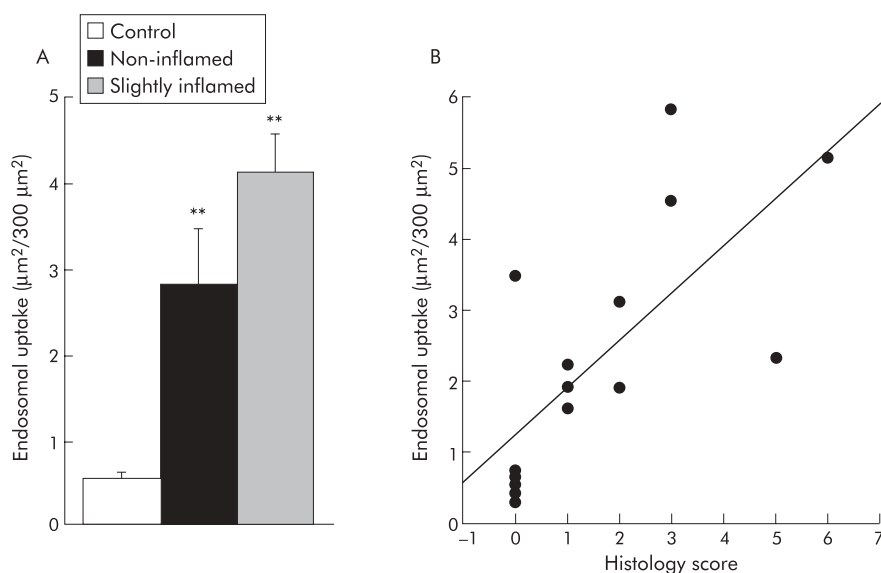 Control
Non-inflamed
Slightly inflamed
A
5
4
3
2
1
0
Endosomal uptake (μm²/300 μm²)
**
**
B
6
5
4
3
2
1
0
Endosomal uptake (μm²/300 μm²)
–1 0 1 2 3 4 5 6 7
Histology score